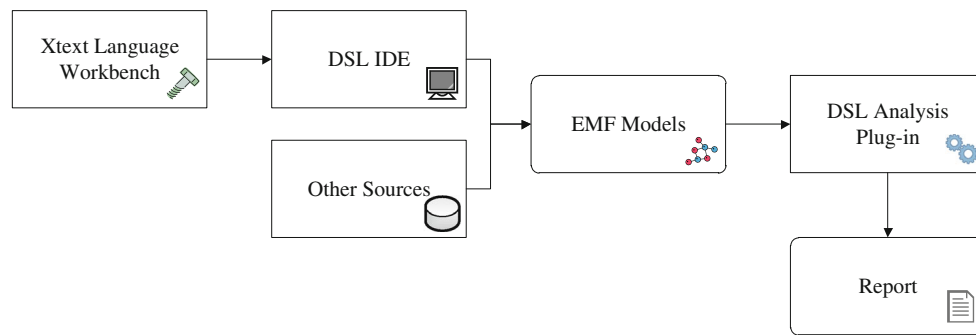 Xtext Language
Workbench
DSL IDE
Other Sources
EMF Models
DSL Analysis
Plug-in
Report